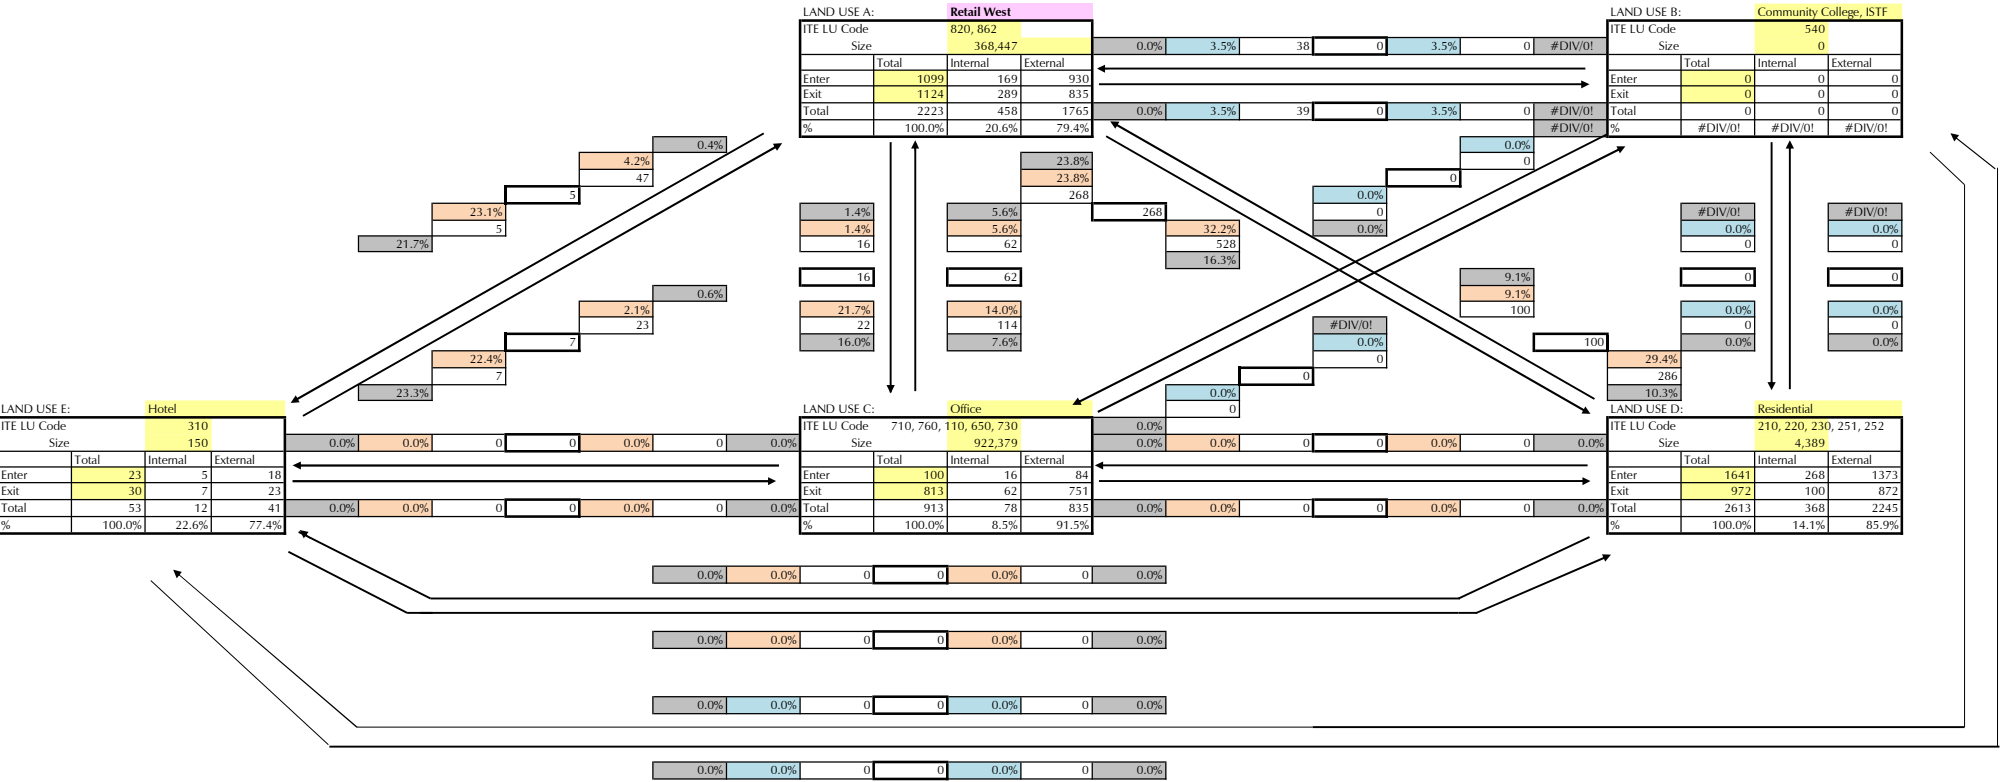 LAND USE A: Retail West LAND USE B: Community College, ISTF
ITE LU Code 820, 862 ITE LU Code 540
Size 368,447 0.0% 3.5% 38 0 3.5% 0 #DIV/0! Size 0
Total Internal External Total Internal External
Enter 1099 169 930 Enter 0 0 0
Exit 1124 289 835 Exit 0 0 0
Total 2223 458 1765 0.0% 3.5% 39 0 3.5% 0 #DIV/0! Total 0 0 0
% 100.0% 20.6% 79.4% #DIV/0! % #DIV/0! #DIV/0! #DIV/0!
0.4% 0.0%
4.2% 23.8% 0
47 23.8% 0
5 268 0.0%
23.1% 1.4% 5.6% 268 0 #DIV/0! #DIV/0!
5 1.4% 5.6% 32.2% 0.0% 0.0% 0.0%
21.7% 16 62 528 0 0
16.3%
16 62 9.1% 0 0
0.6% 9.1%
2.1% 21.7% 14.0% 100 0.0% 0.0%
23 22 114 #DIV/0! 0 0
7 16.0% 7.6% 0.0% 100 0.0% 0.0%
22.4% 0 29.4%
7 0 286
23.3% 0.0% 10.3%
LAND USE E: Hotel LAND USE C: Office 0 LAND USE D: Residential
ITE LU Code 310 ITE LU Code 710, 760, 110, 650, 730 0.0% ITE LU Code 210, 220, 230, 251, 252
Size 150 0.0% 0.0% 0 0 0.0% 0 0.0% Size 922,379 0.0% 0.0% 0 0 0.0% 0 0.0% Size 4,389
Total Internal External Total Internal External Total Internal External
Enter 23 5 18 Enter 100 16 84 Enter 1641 268 1373
Exit 30 7 23 Exit 813 62 751 Exit 972 100 872
Total 53 12 41 0.0% 0.0% 0 0 0.0% 0 0.0% Total 913 78 835 0.0% 0.0% 0 0 0.0% 0 0.0% Total 2613 368 2245
% 100.0% 22.6% 77.4% % 100.0% 8.5% 91.5% % 100.0% 14.1% 85.9%
0.0% 0.0% 0 0 0.0% 0 0.0%
0.0% 0.0% 0 0 0.0% 0 0.0%
0.0% 0.0% 0 0 0.0% 0 0.0%
0.0% 0.0% 0 0 0.0% 0 0.0%